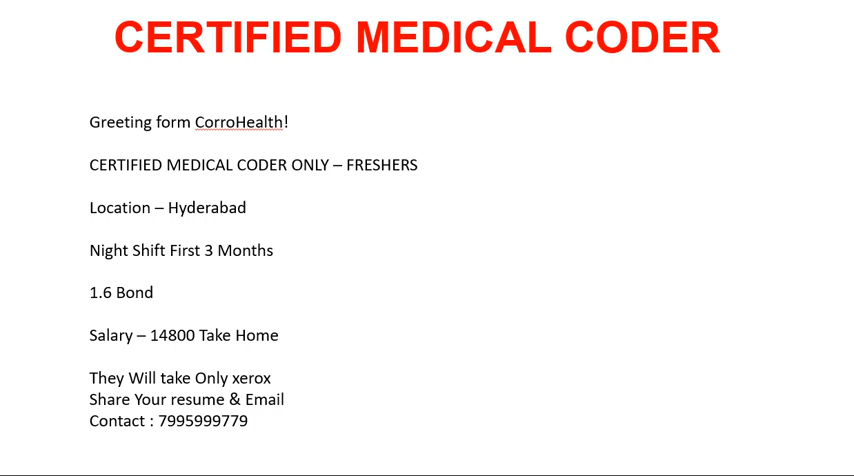 CERTIFIED MEDICAL CODER
Greeting form CorroHealth!
CERTIFIED MEDICAL CODER ONLY – FRESHERS
Location – Hyderabad
Night Shift First 3 Months
1.6 Bond
Salary – 14800 Take Home
They Will take Only xerox
Share Your resume & Email
Contact : 7995999779